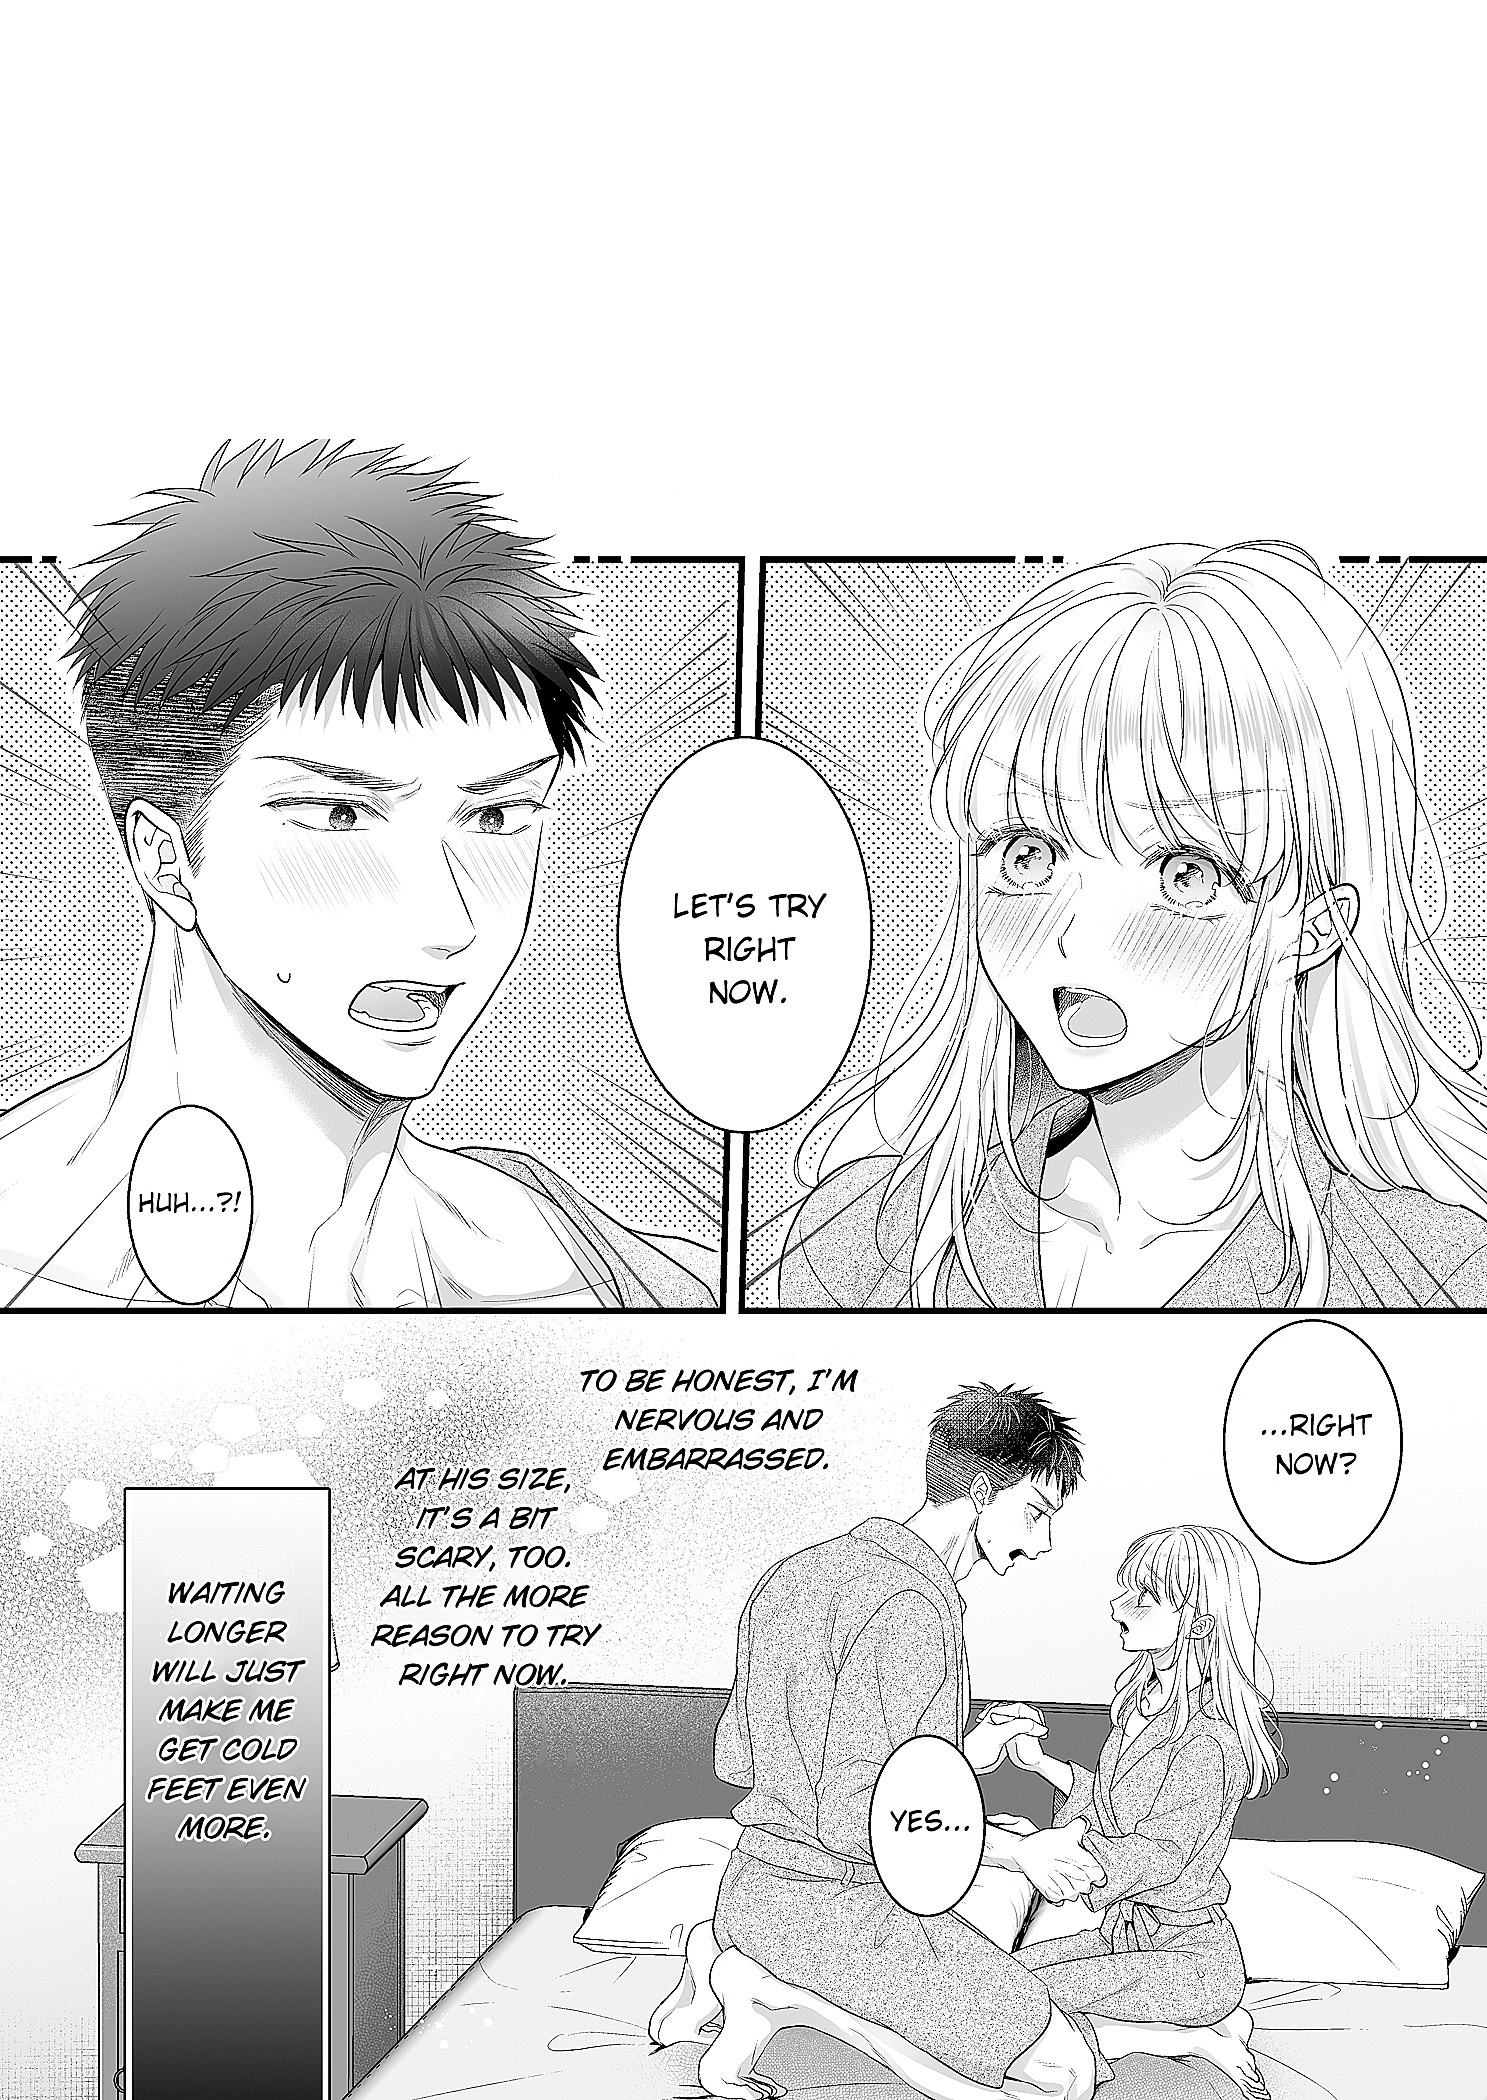 LET'S TRY
RIGHT
NOW.
HUH...?!
...RIGHT
NOW?
YES...
TO BE HONEST, I'M
NERVOUS AND
EMBARRASSED.
AT HIS SIZE,
IT'S A BIT
SCARY, TOO.
ALL THE MORE
REASON TO TRY
RIGHT NOW.
WAITING
LONGER
WILL JUST
MAKE ME
GET COLD
FEET EVEN
MORE.